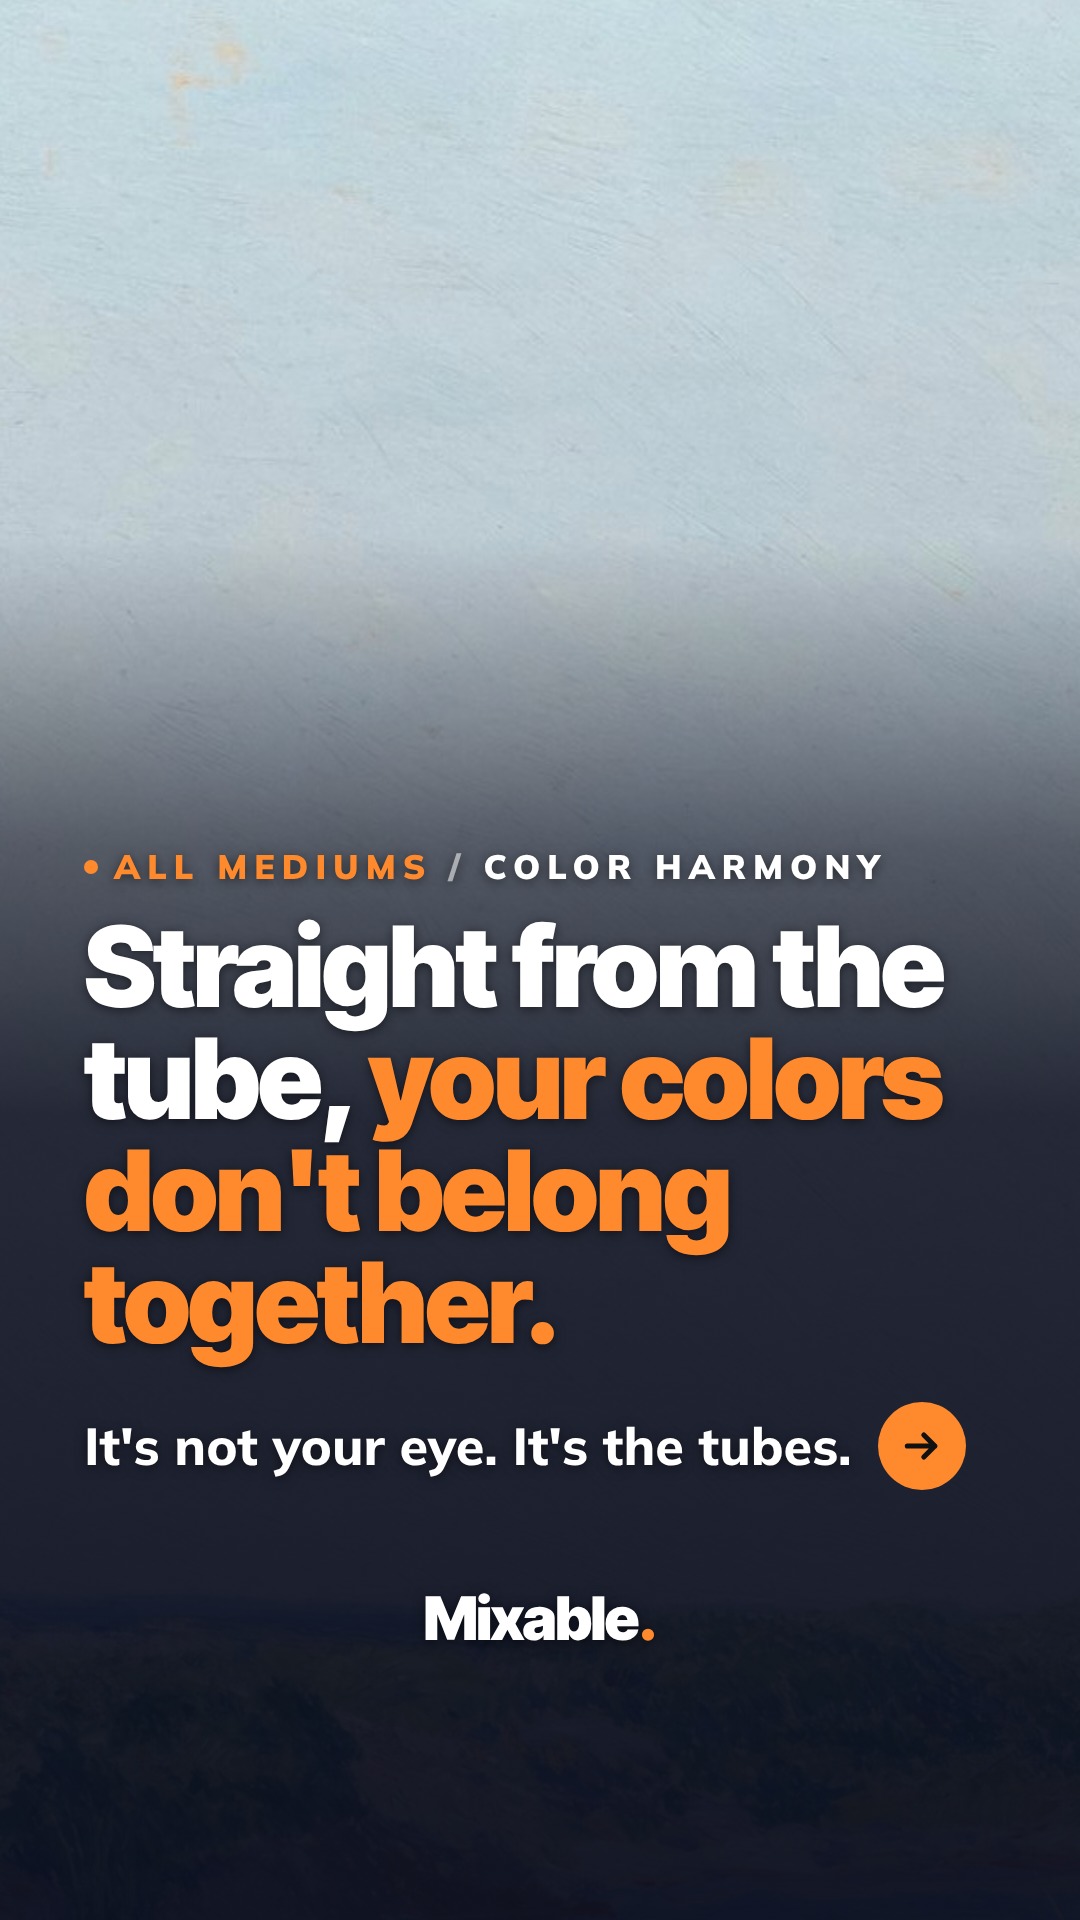 ALL MEDIUMS / COLOR HARMONY
Straight from the
tube, your colors
don't belong
together.
It's not your eye. It's the tubes.
Mixable.